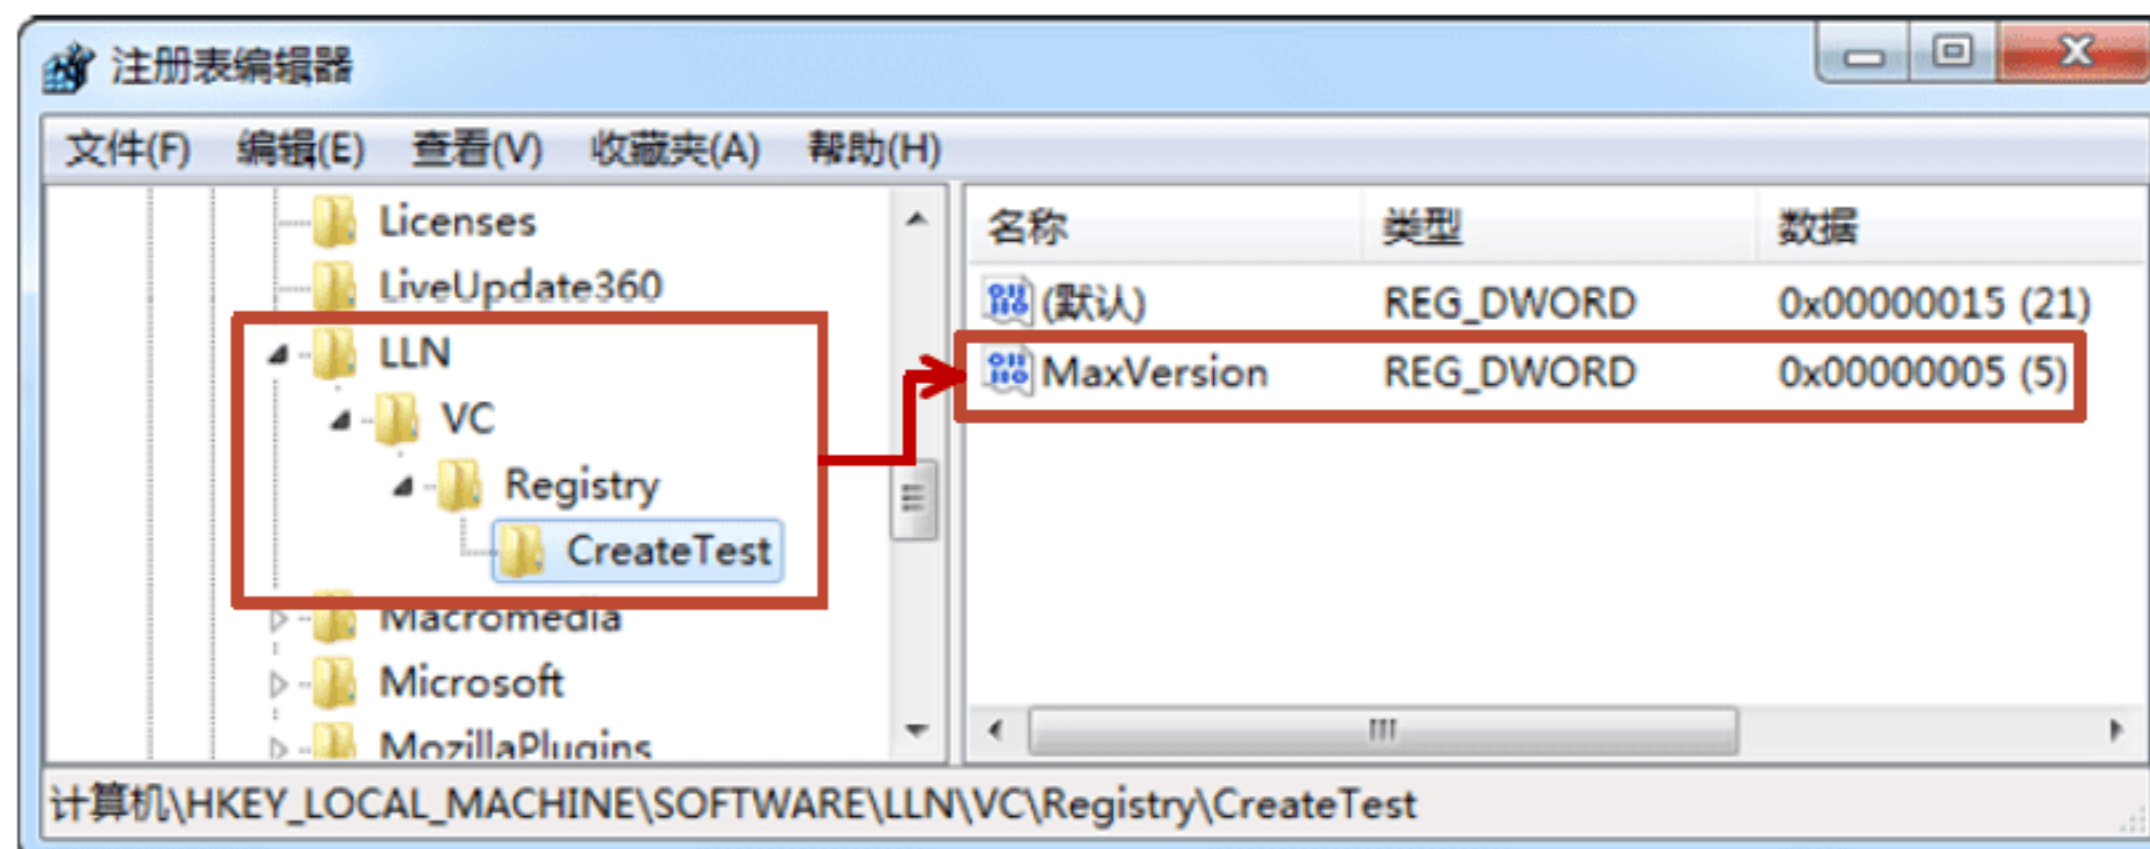 注册表编辑器
文件(F) 编辑(E) 查看(V) 收藏夹(A) 帮助(H)
Licenses
LiveUpdate360
LLN
VC
Registry
CreateTest
Macromedia
Microsoft
MozillaPlugins
名称 类型 数据
(默认) REG_DWORD 0x00000015 (21)
MaxVersion REG_DWORD 0x00000005 (5)
计算机\HKEY_LOCAL_MACHINE\SOFTWARE\LLN\VC\Registry\CreateTest